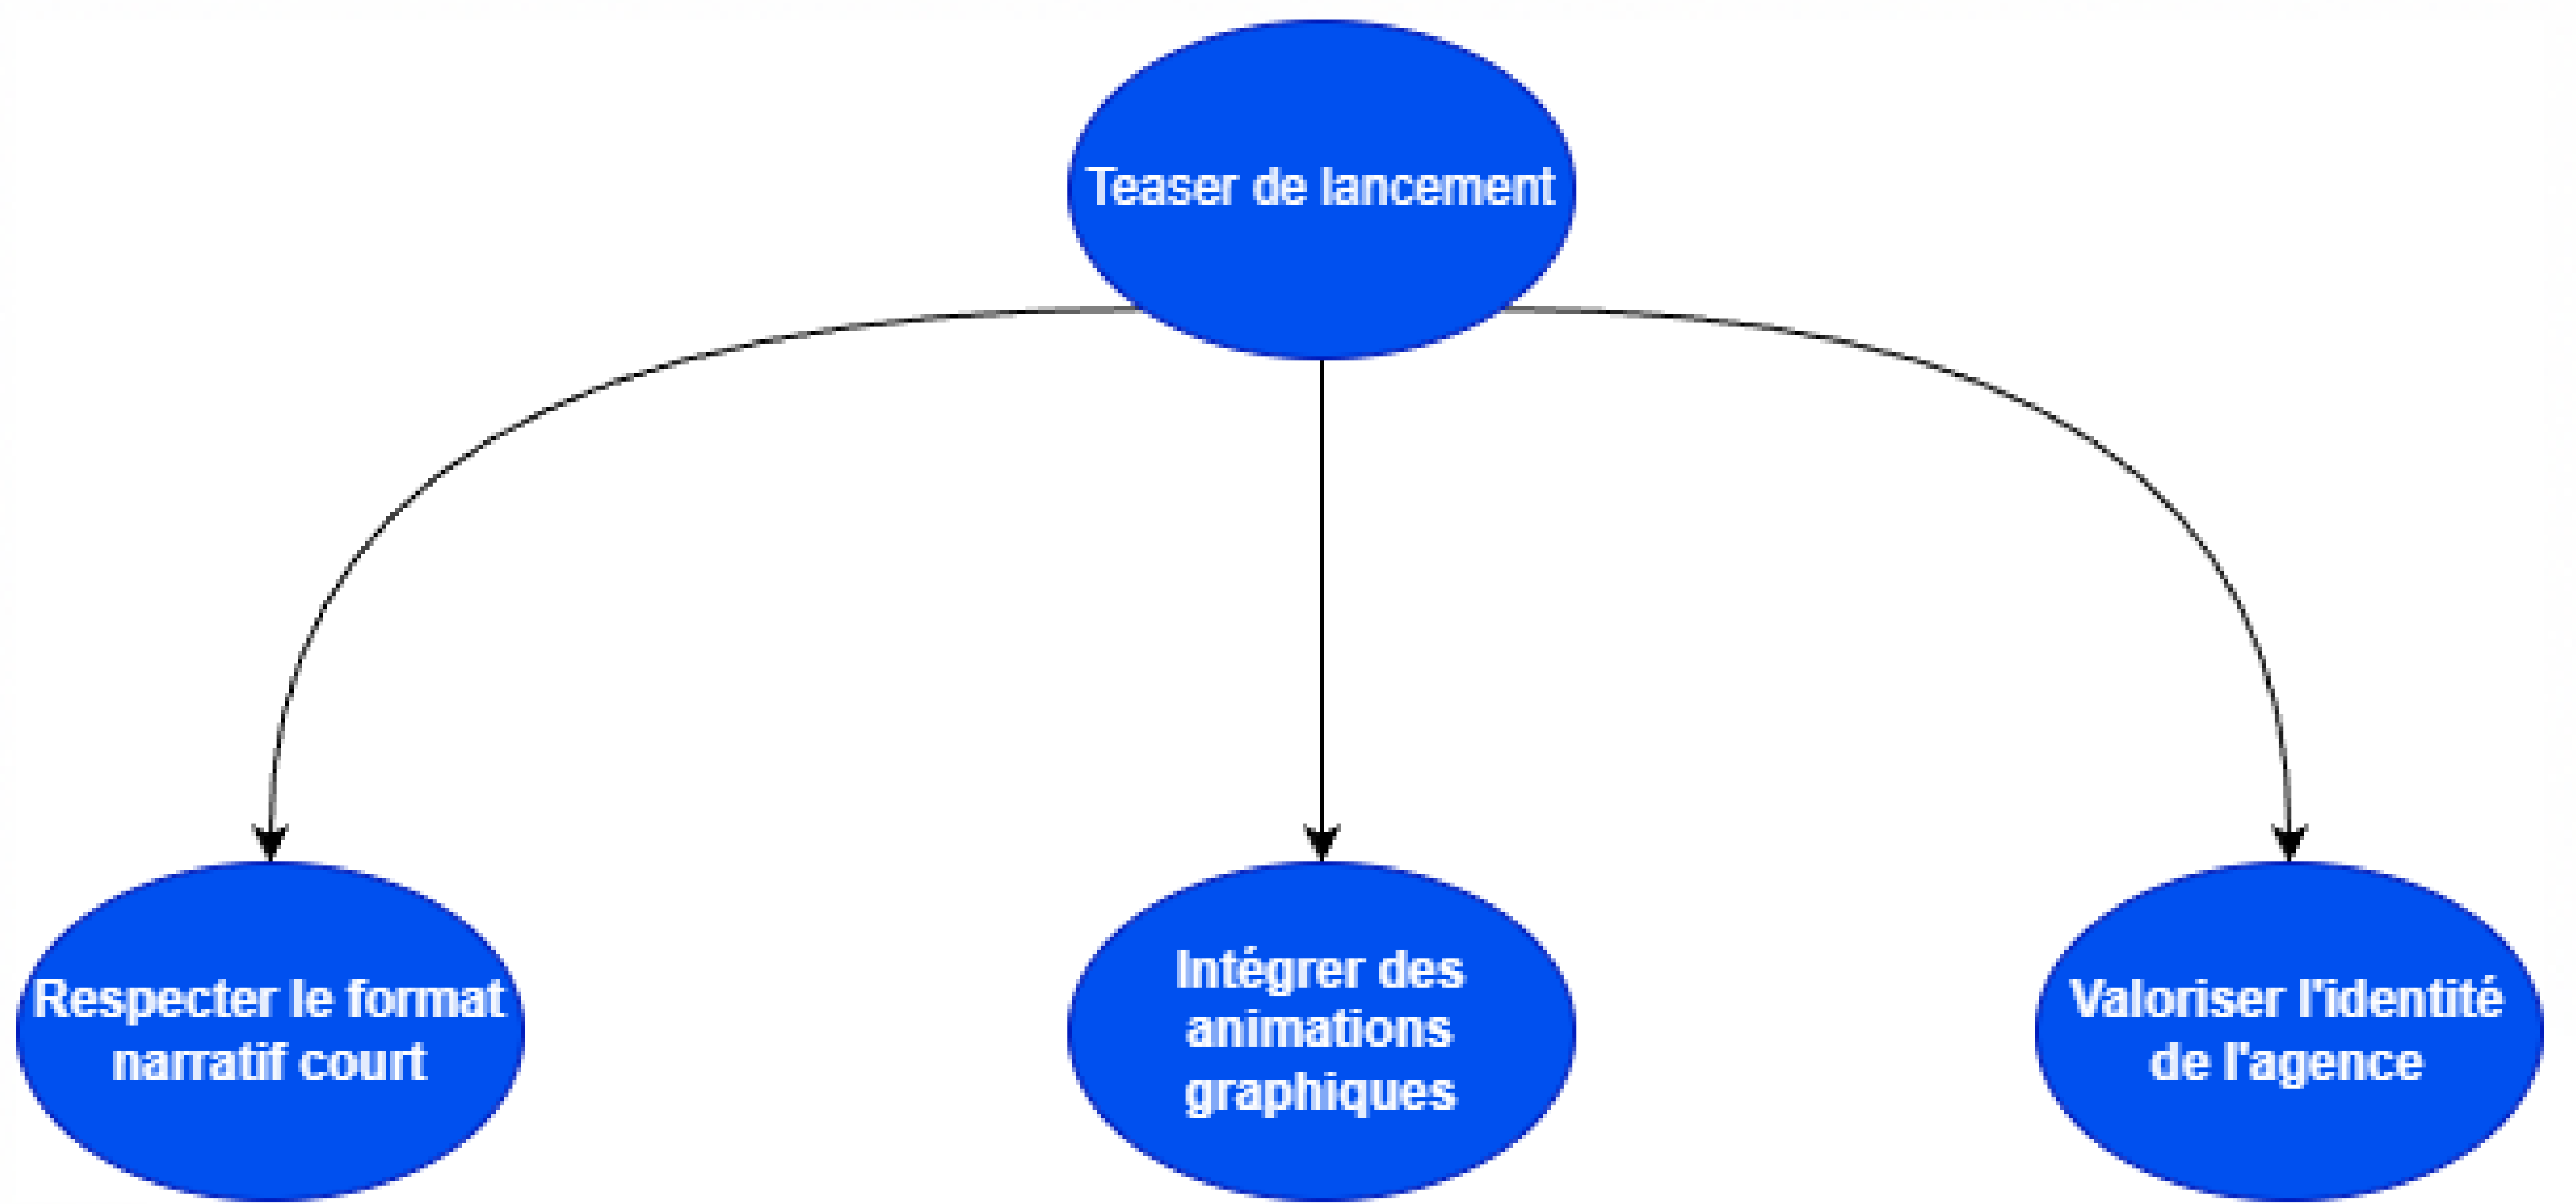 Teaser de lancement
Respecter le format
narratif court
Intégrer des
animations
graphiques
Valoriser l'identité
de l'agence